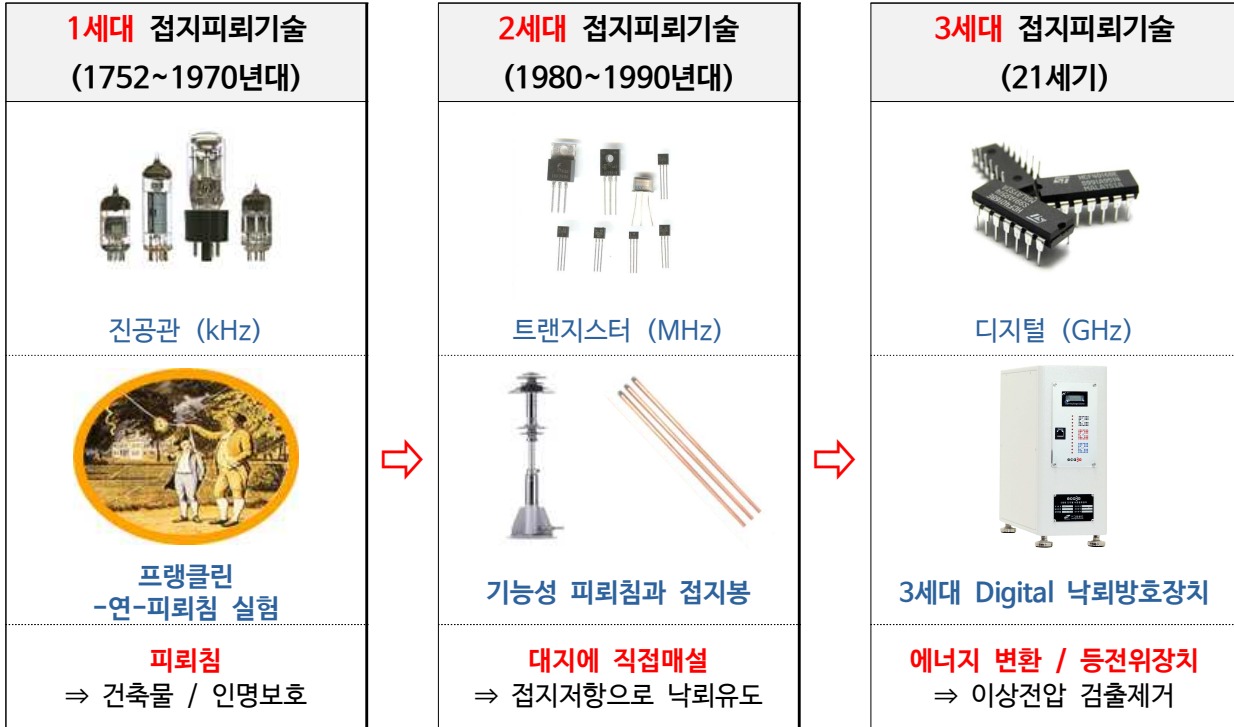 1세대 접지피뢰기술
(1752~1970년대)
진공관 (kHz)
프랭클린
-연-피뢰침 실험
피뢰침
⇒ 건축물 / 인명보호
2세대 접지피뢰기술
(1980~1990년대)
트랜지스터 (MHz)
기능성 피뢰침과 접지봉
대지에 직접매설
⇒ 접지저항으로 낙뢰유도
3세대 접지피뢰기술
(21세기)
MALAYSIA
디지털 (GHz)
3세대 Digital 낙뢰방호장치
에너지 변환 / 등전위장치
⇒ 이상전압 검출제거